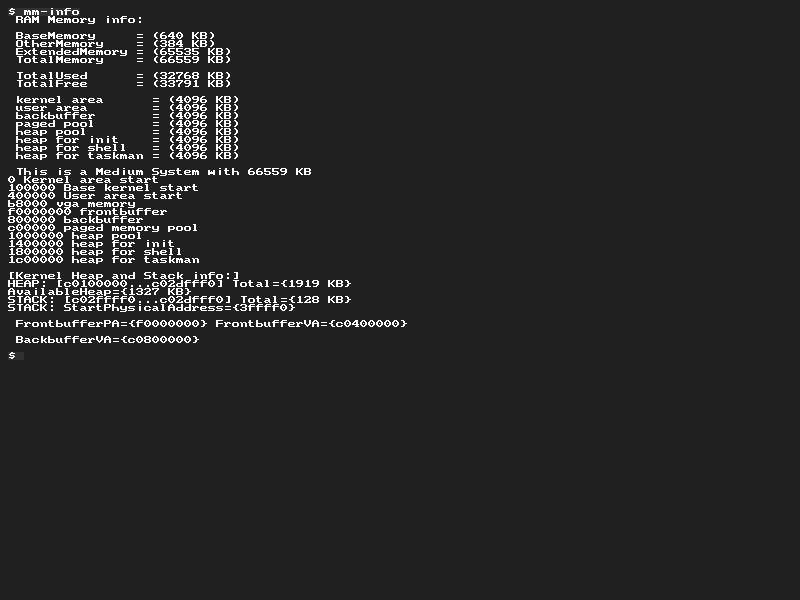 $ mm-info
RAM Memory info:
BaseMemory = (640 KB)
OtherMemory = (384 KB)
ExtendedMemory = (65535 KB)
TotalMemory = (66559 KB)
TotalUsed = (32768 KB)
TotalFree = (33791 KB)
kernel area = (4096 KB)
user area = (4096 KB)
backbuffer = (4096 KB)
paged pool = (4096 KB)
heap pool = (4096 KB)
heap for init = (4096 KB)
heap for shell = (4096 KB)
heap for taskman = (4096 KB)
This is a Medium System with 66559 KB
0 Kernel area start
100000 Base kernel start
400000 User area start
b8000 vga memory
f0000000 frontbuffer
800000 backbuffer
c00000 paged memory pool
1000000 heap pool
1400000 heap for init
1800000 heap for shell
1c00000 heap for taskman
[Kernel Heap and Stack info:]
HEAP: [c0100000...c02dfff0] Total={1919 KB}
AvailableHeap={1327 KB}
STACK: [c02ffff0...c02dfff0] Total={128 KB}
STACK: StartPhysicalAddress={3ffff0}
FrontbufferPA={f0000000} FrontbufferVA={c0400000}
BackbufferVA={c0800000}
$